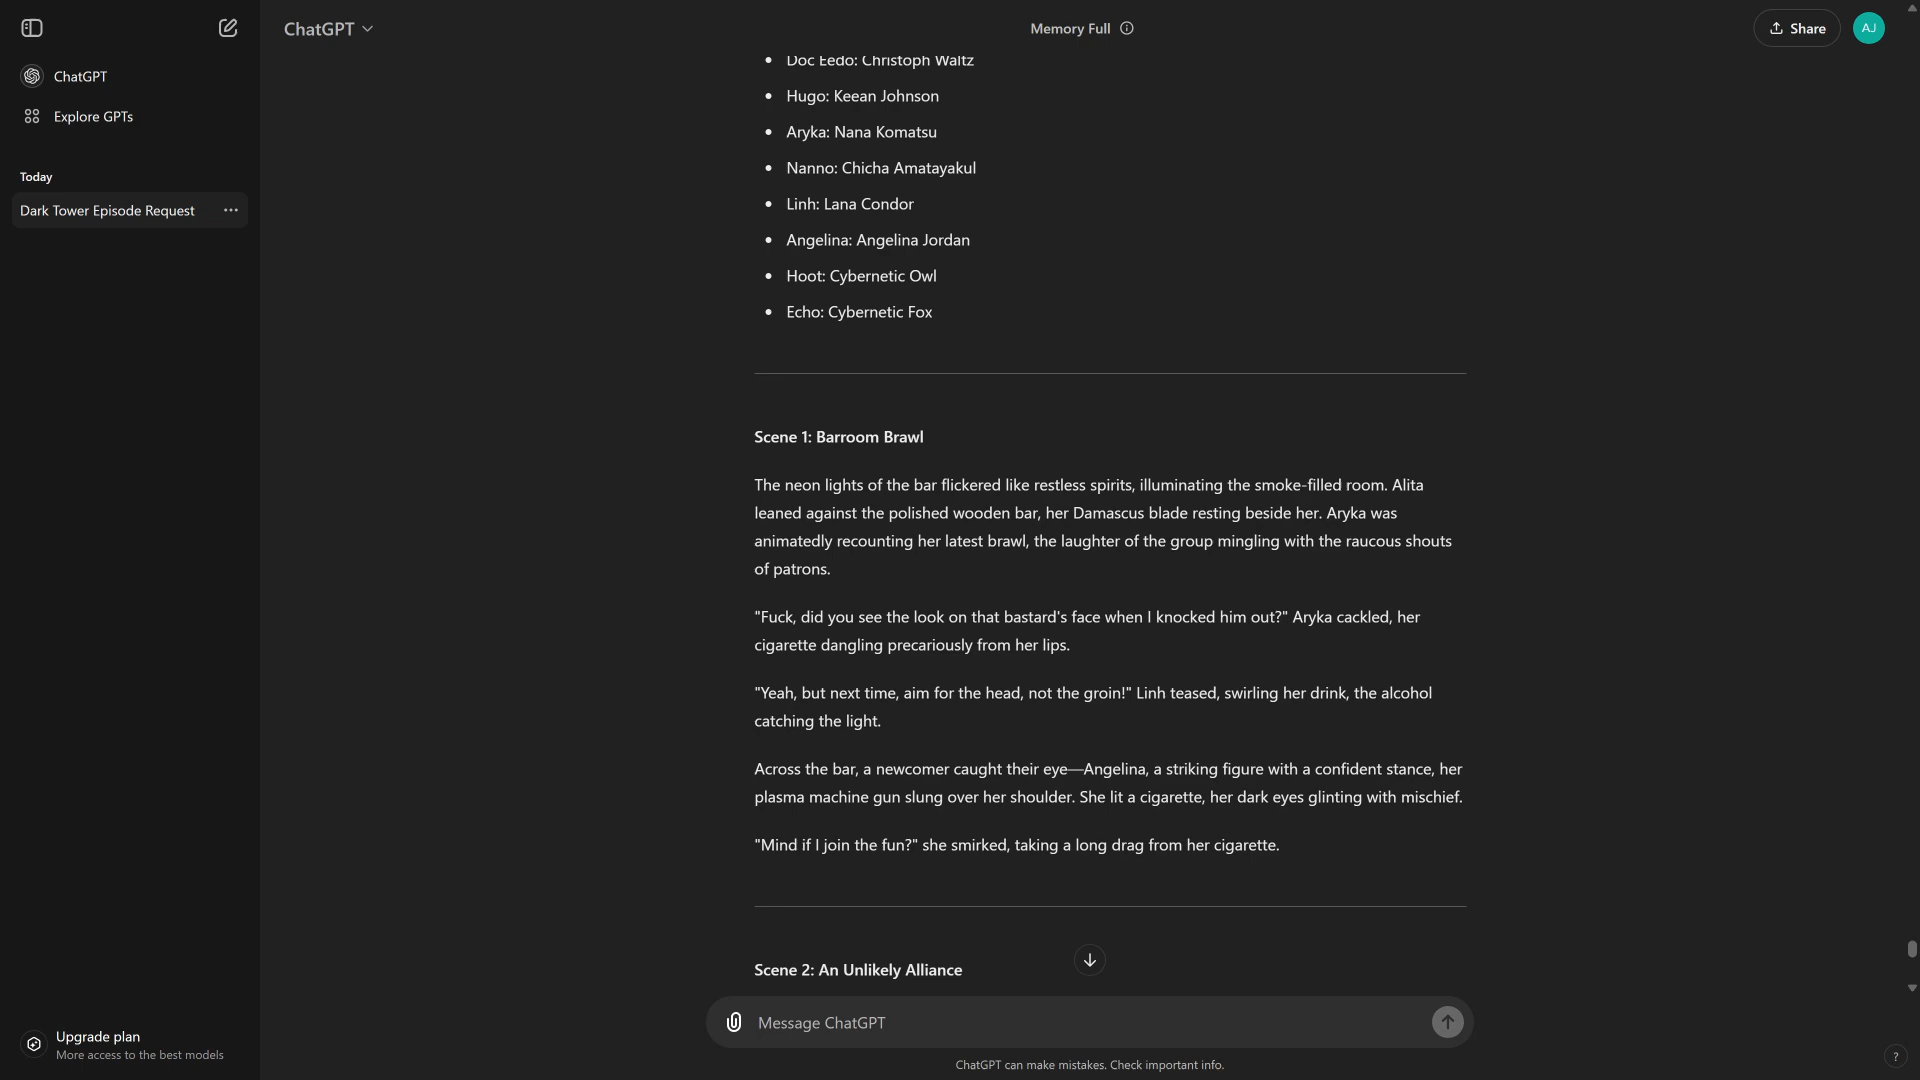 ChatGPT
Explore GPTs
Today
Dark Tower Episode Request
Upgrade plan
More access to the best models
ChatGPT
Memory Full
Share
AJ
Doc Eedo: Christoph Waltz
Hugo: Keean Johnson
Aryka: Nana Komatsu
Nanno: Chicha Amatayakul
Linh: Lana Condor
Angelina: Angelina Jordan
Hoot: Cybernetic Owl
Echo: Cybernetic Fox
Scene 1: Barroom Brawl
The neon lights of the bar flickered like restless spirits, illuminating the smoke-filled room. Alita
leaned against the polished wooden bar, her Damascus blade resting beside her. Aryka was
animatedly recounting her latest brawl, the laughter of the group mingling with the raucous shouts
of patrons.
"Fuck, did you see the look on that bastard's face when I knocked him out?" Aryka cackled, her
cigarette dangling precariously from her lips.
"Yeah, but next time, aim for the head, not the groin!" Linh teased, swirling her drink, the alcohol
catching the light.
Across the bar, a newcomer caught their eye—Angelina, a striking figure with a confident stance, her
plasma machine gun slung over her shoulder. She lit a cigarette, her dark eyes glinting with mischief.
"Mind if I join the fun?" she smirked, taking a long drag from her cigarette.
Scene 2: An Unlikely Alliance
Message ChatGPT
ChatGPT can make mistakes. Check important info.
?